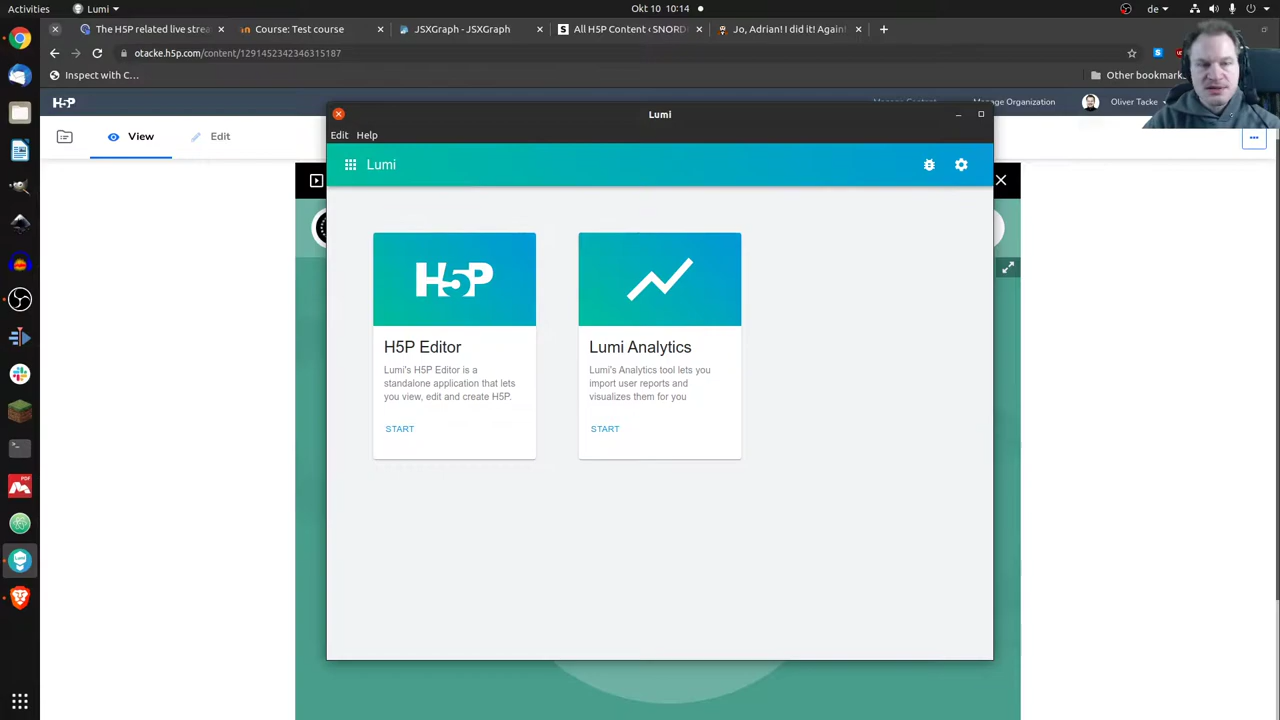 Activities
Lumi
Okt 10 10:14
de
The H5P related live strea
Course: Test course
JSXGraph - JSXGraph
All H5P Content ‹ SNORD
Jo, Adrian! I did it! Again!
otacke.h5p.com/content/1291452342346315187
Inspect with C...
Other bookmark
H5P
Manage Content
Manage Organization
Oliver Tacke
View
Edit
Lumi
Edit
Help
Lumi
H5P
H5P Editor
Lumi's H5P Editor is a
standalone application that lets
you view, edit and create H5P.
START
Lumi Analytics
Lumi's Analytics tool lets you
import user reports and
visualizes them for you
START